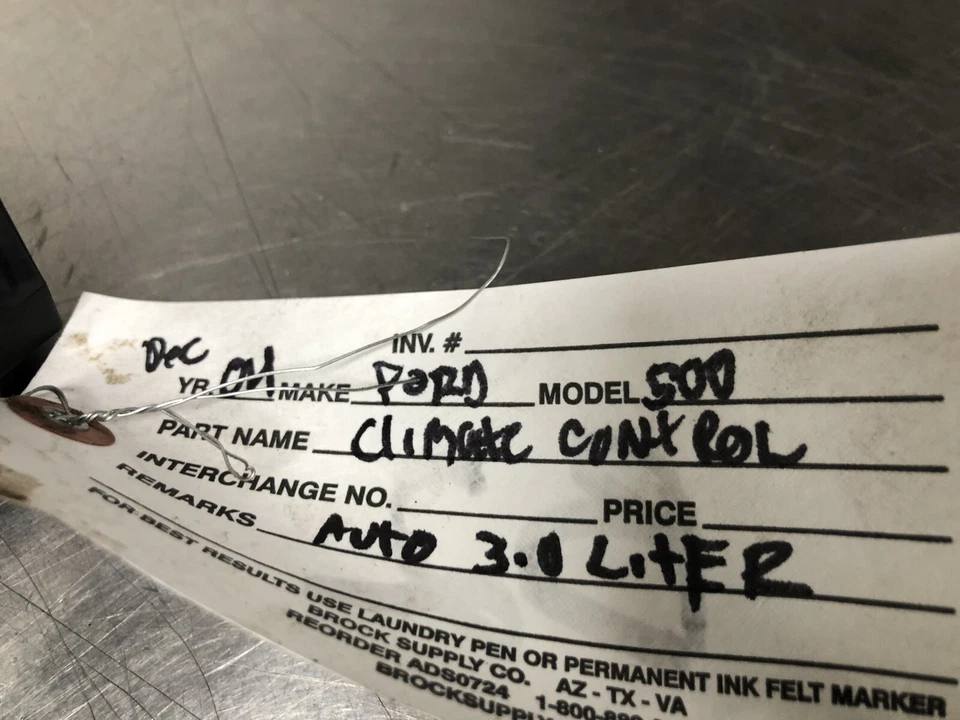 INV. #
Dec
YR. 04 MAKE FORD MODEL 500
PART NAME Climate CONtROL
INTERCHANGE NO. PRICE
REMARKS Auto 3.0 LitER
FOR BEST RESULTS USE LAUNDRY PEN OR PERMANENT INK FELT MARKER
BROCK SUPPLY CO. AZ - TX - VA
REORDER ADS0724